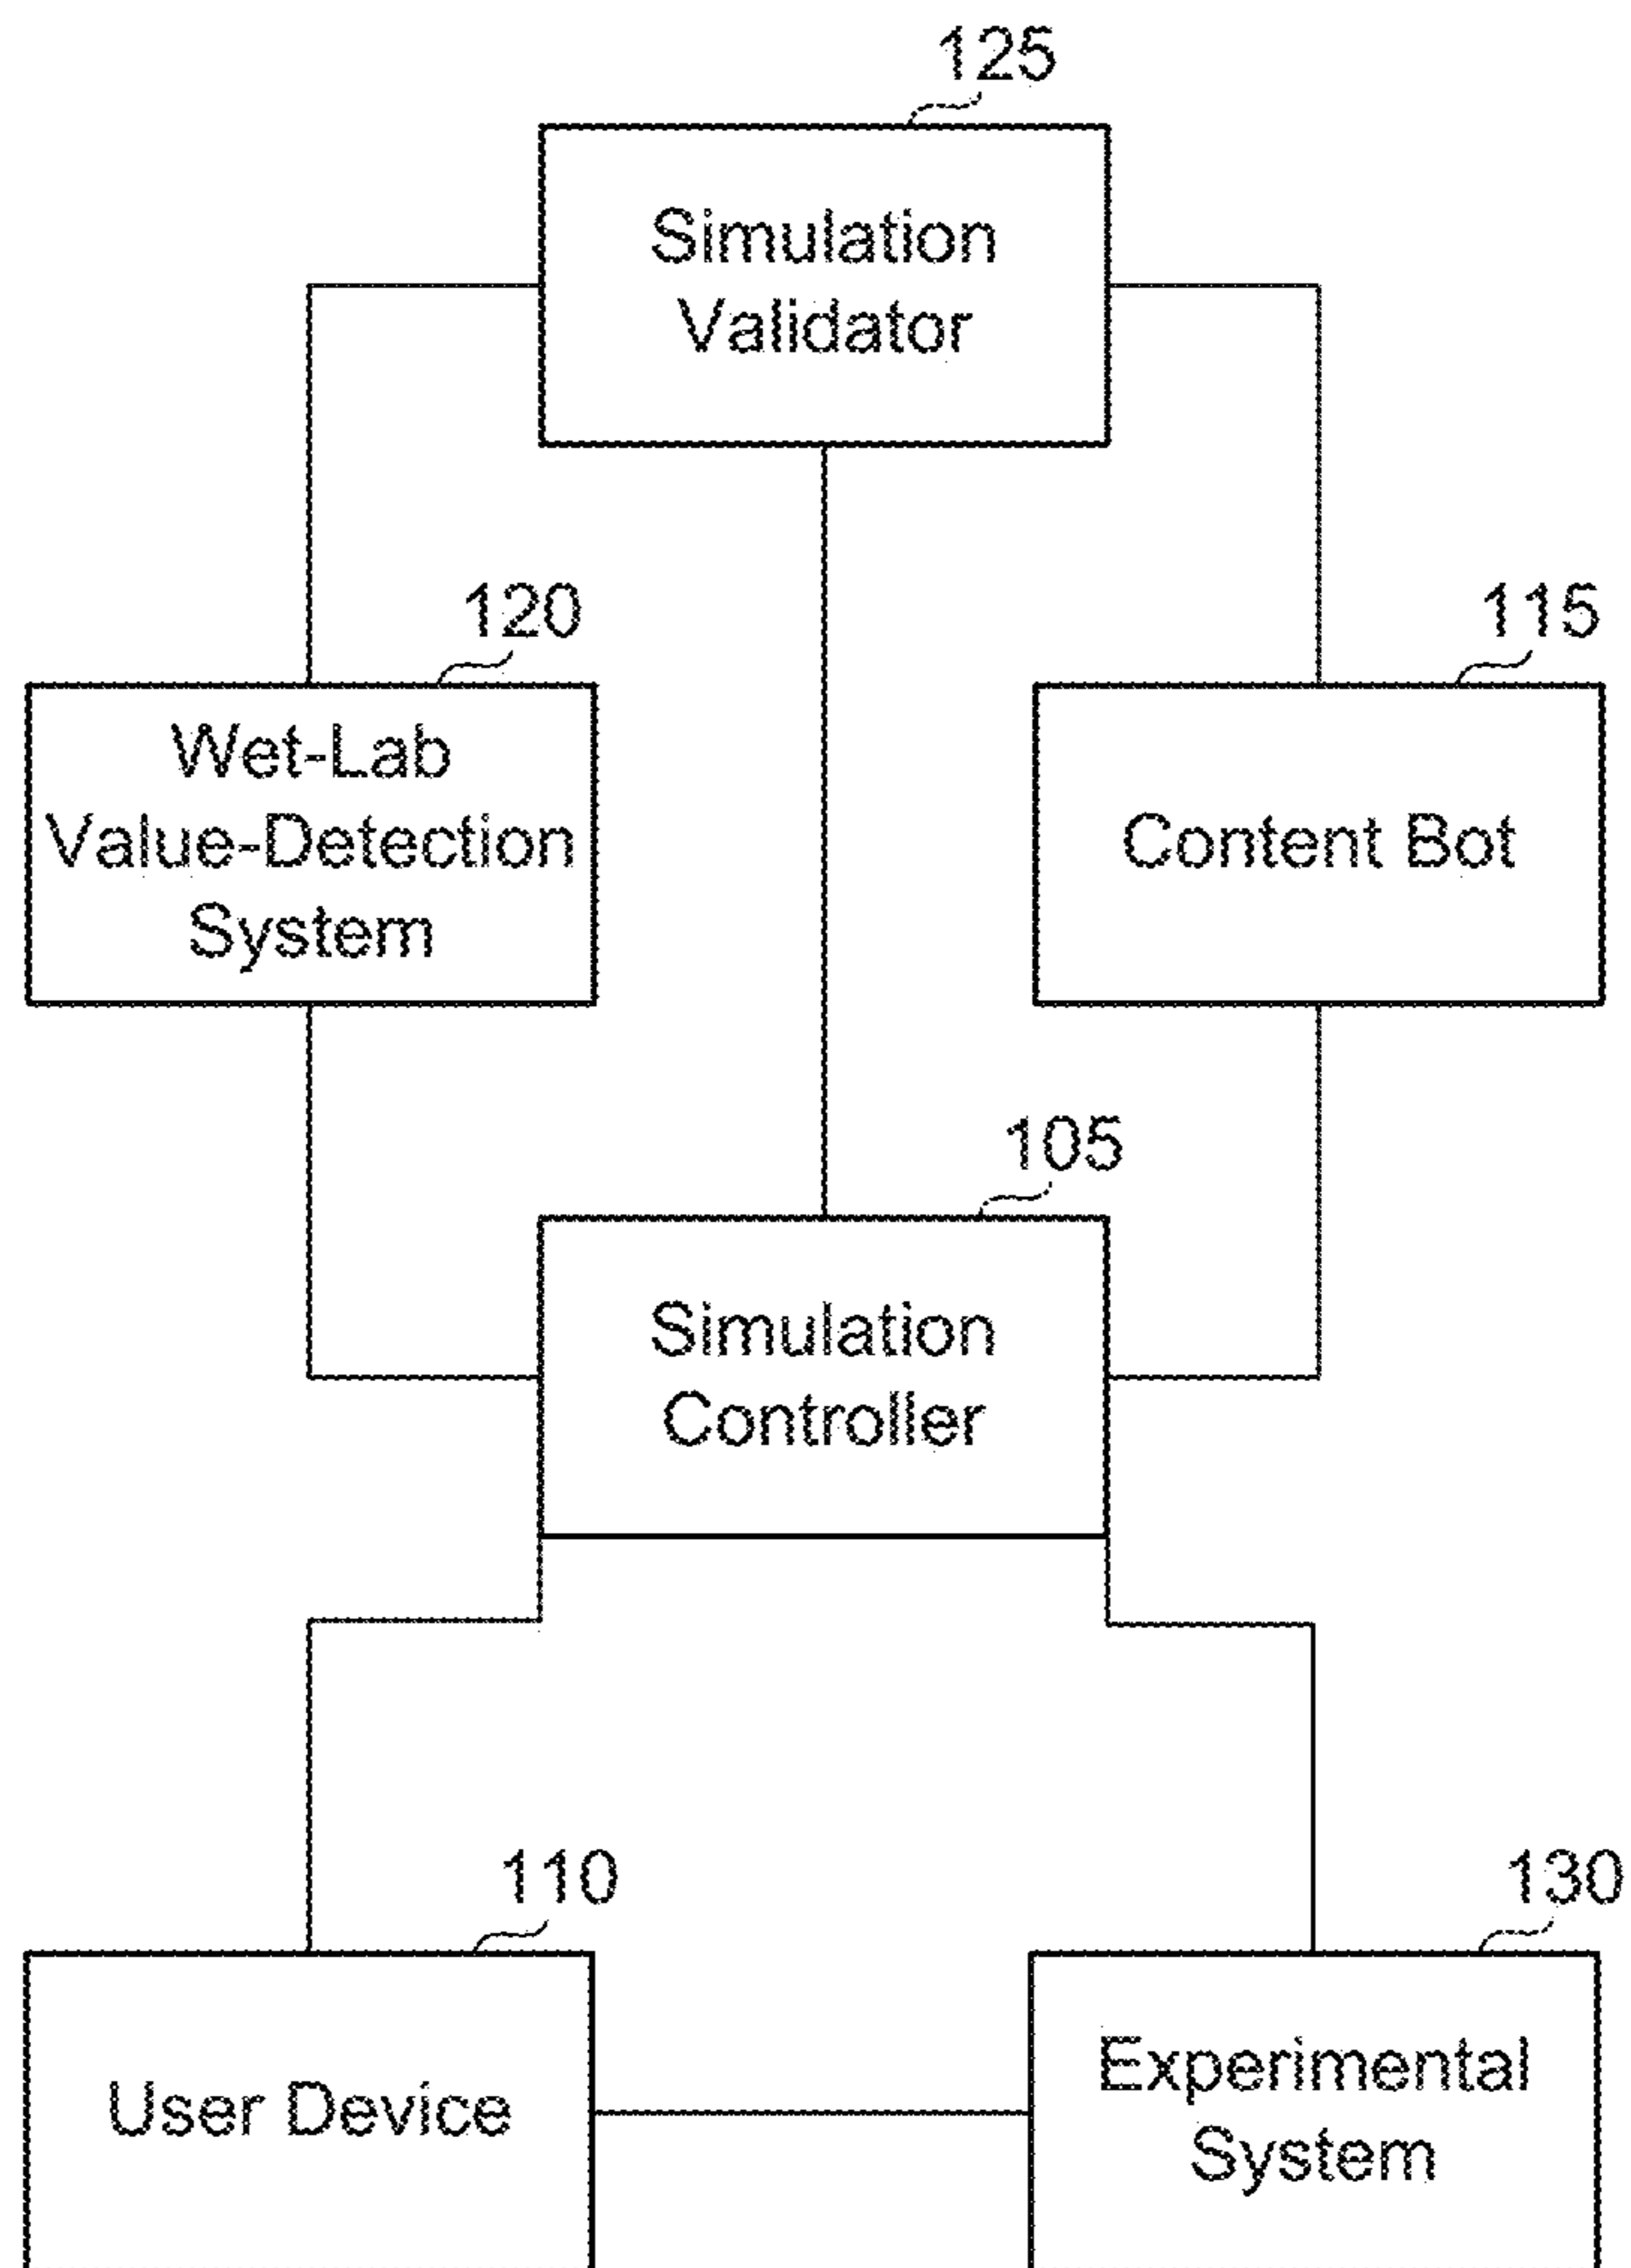 125
Simulation
Validator
120
115
Wet-Lab
Value-Detection
System
Content Bot
105
Simulation
Controller
110
130
User Device
Experimental
System